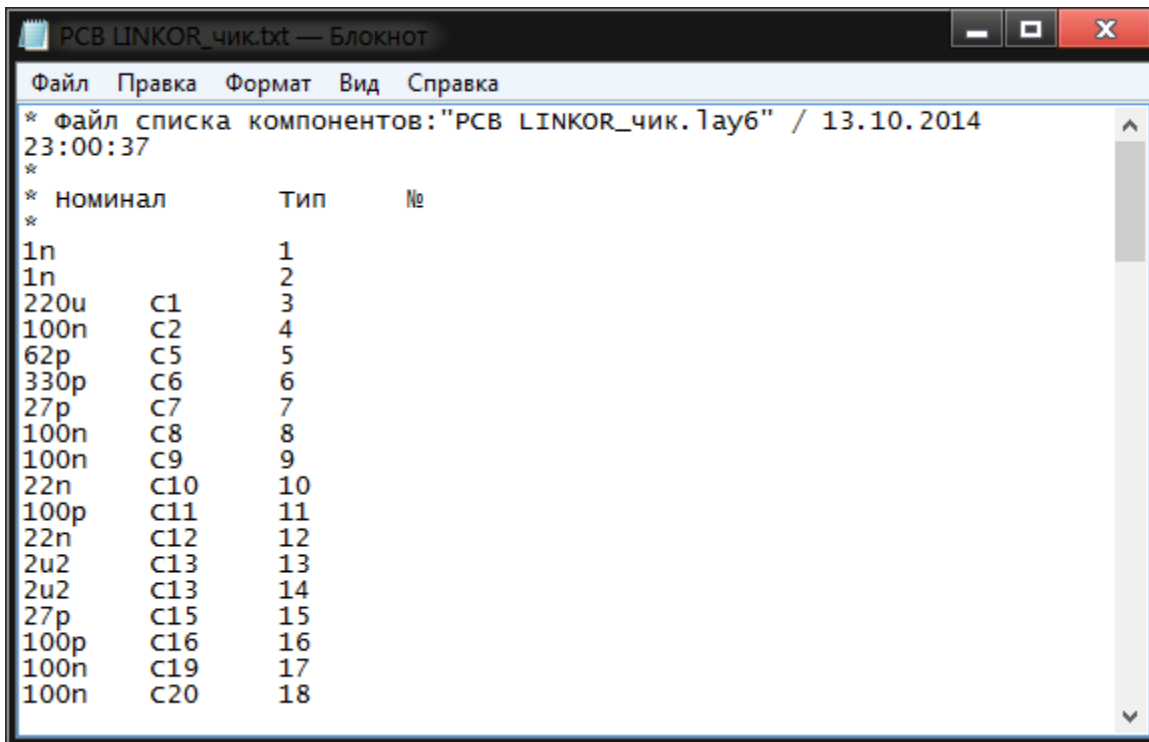 PCB LINKOR_чик.txt — Блокнот
Файл Правка Формат Вид Справка
* Файл списка компонентов:"PCB LINKOR_чик.lay6" / 13.10.2014
23:00:37
*
* Номинал Тип №
*
1n 1
1n 2
220u C1 3
100n C2 4
62p C5 5
330p C6 6
27p C7 7
100n C8 8
100n C9 9
22n C10 10
100p C11 11
22n C12 12
2u2 C13 13
2u2 C13 14
27p C15 15
100p C16 16
100n C19 17
100n C20 18